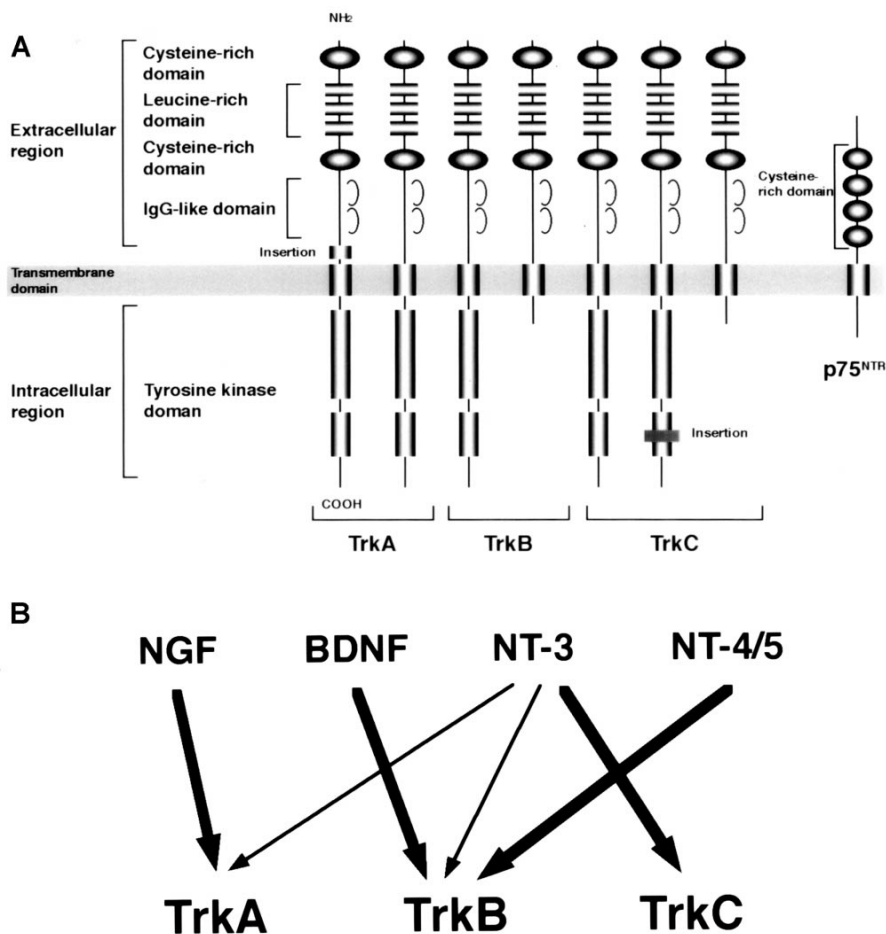 NH2
A
Cysteine-rich
domain
Leucine-rich
domain
Extracellular
region
Cysteine-rich
domain
Cysteine-
rich domain
IgG-like domain
Insertion
Transmembrane
domain
p75NTR
Intracellular
region
Tyrosine kinase
doman
Insertion
COOH
TrkA
TrkB
TrkC
B
NGF
BDNF
NT-3
NT-4/5
TrkA
TrkB
TrkC